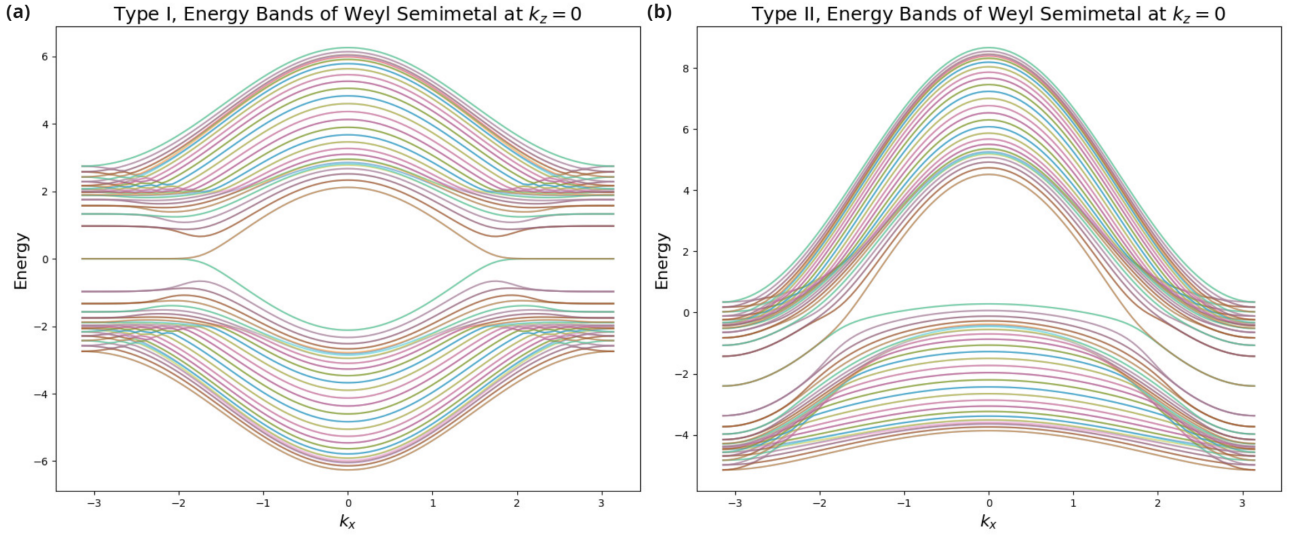 (a)
Type I, Energy Bands of Weyl Semimetal at $k_z = 0$
6
4
2
0
−2
−4
−6
Energy
−3 −2 −1 0 1 2 3
$k_x$
(b)
Type II, Energy Bands of Weyl Semimetal at $k_z = 0$
8
6
4
2
0
−2
−4
Energy
−3 −2 −1 0 1 2 3
$k_x$